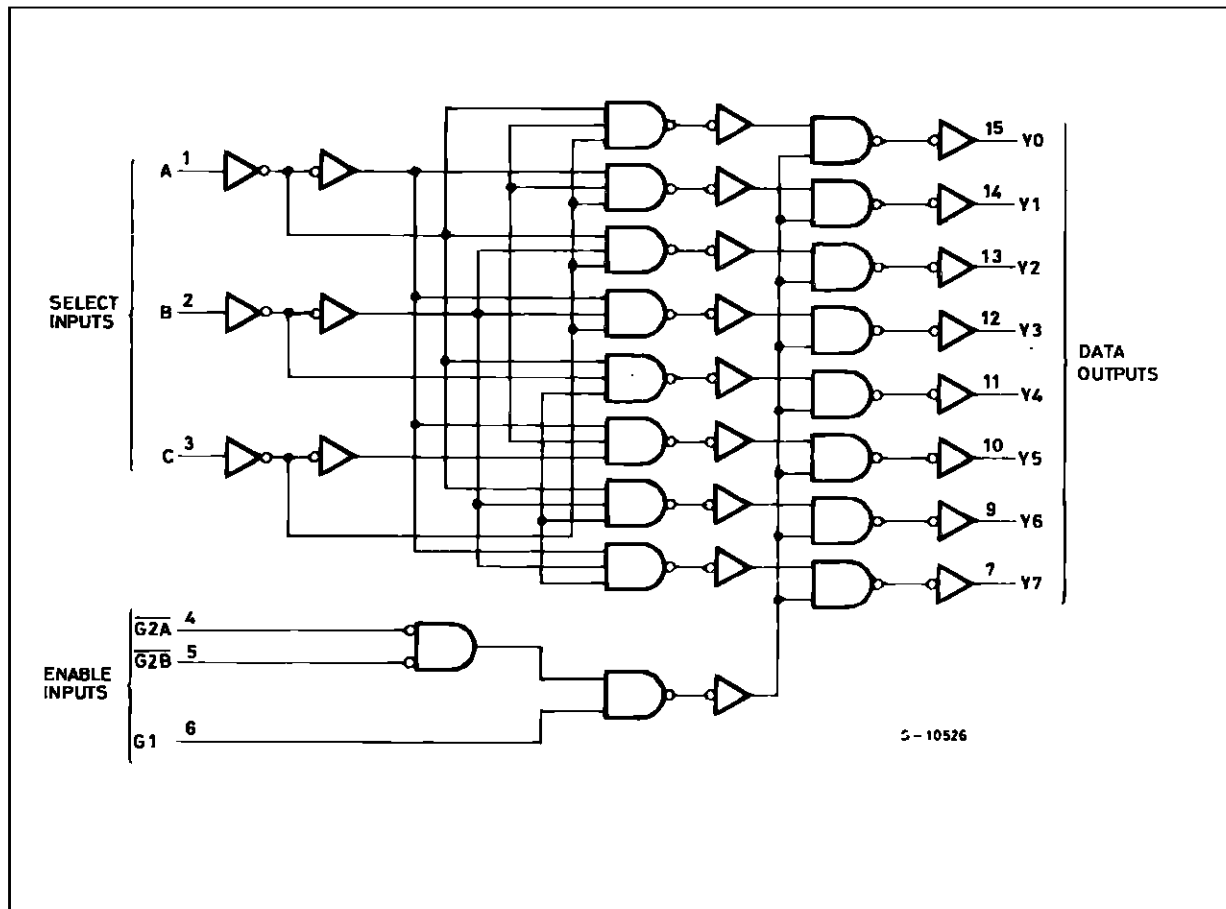 15
Y0
A 1
14
Y1
13
Y2
SELECT
INPUTS
B 2
12
Y3
DATA
OUTPUTS
11
Y4
C 3
10
Y5
9
Y6
7
Y7
G2A 4
G2B 5
ENABLE
INPUTS
G1 6
S-10526